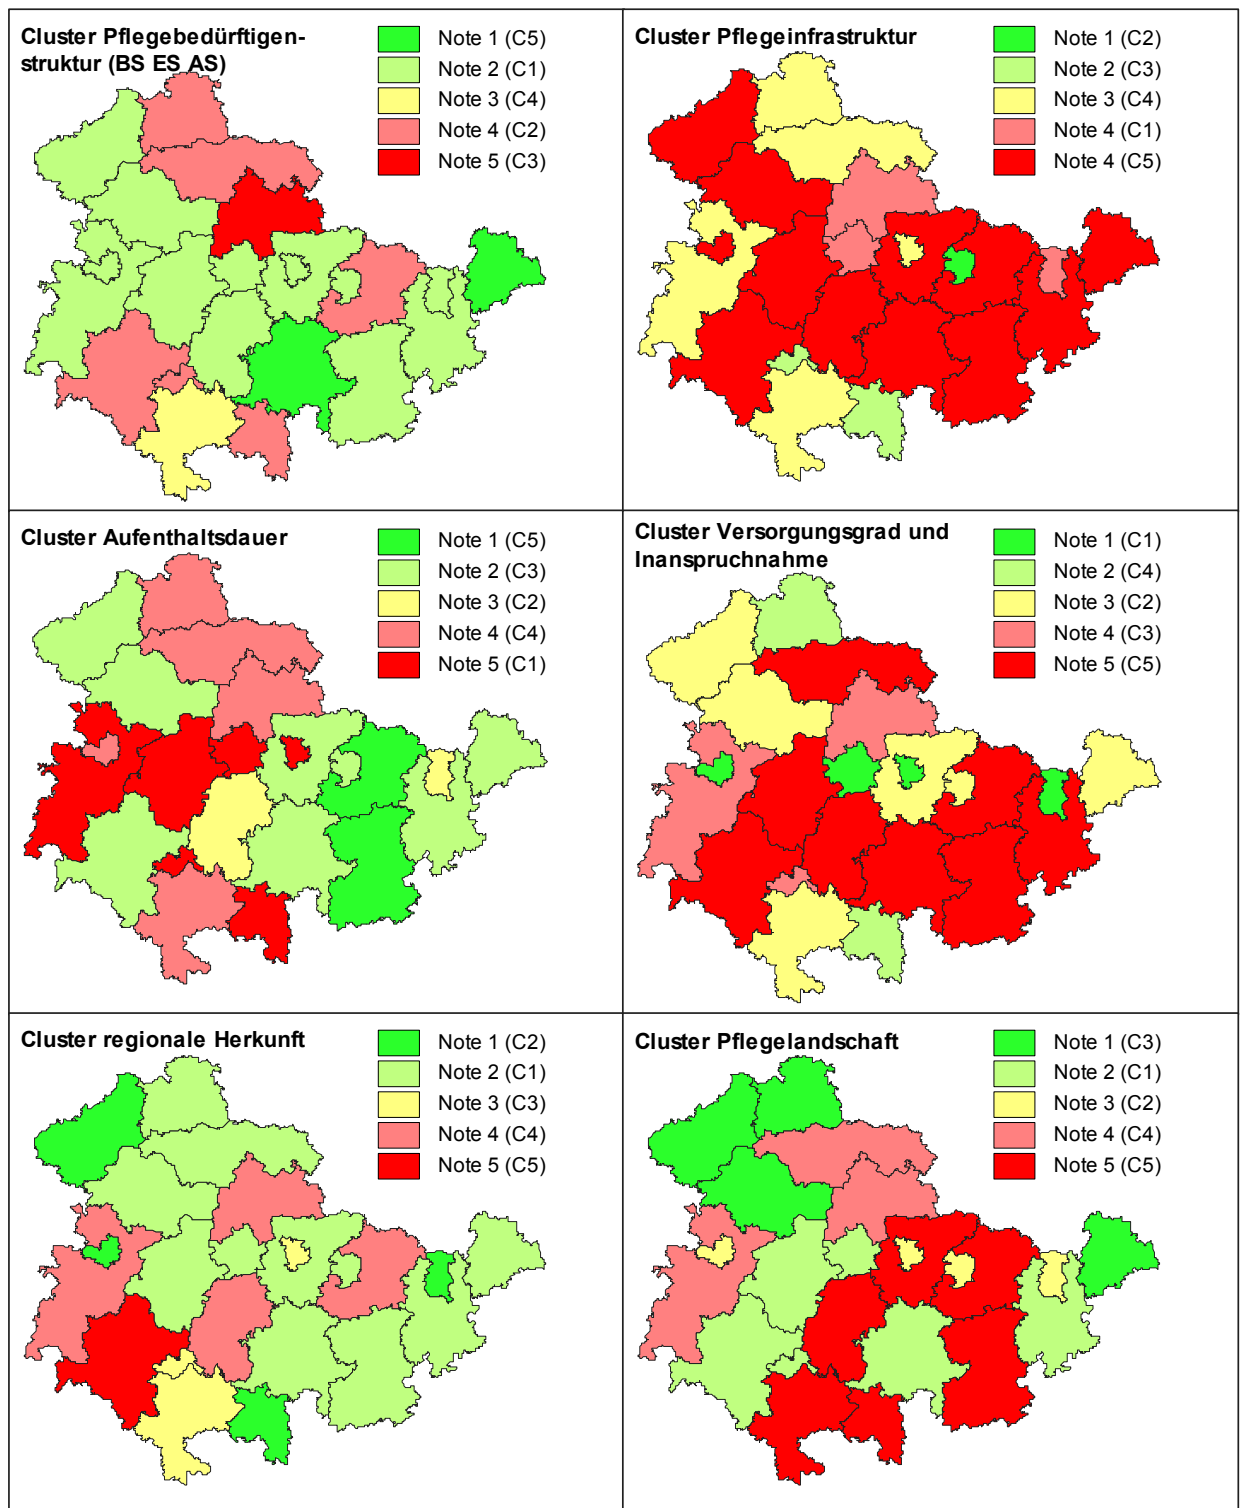 Cluster Pflegebedürftigen-
struktur (BS ES AS)
Note 1 (C5)
Note 2 (C1)
Note 3 (C4)
Note 4 (C2)
Note 5 (C3)
Cluster Pflegeinfrastruktur
Note 1 (C2)
Note 2 (C3)
Note 3 (C4)
Note 4 (C1)
Note 4 (C5)
Cluster Aufenthaltsdauer
Note 1 (C5)
Note 2 (C3)
Note 3 (C2)
Note 4 (C4)
Note 5 (C1)
Cluster Versorgungsgrad und
Inanspruchnahme
Note 1 (C1)
Note 2 (C4)
Note 3 (C2)
Note 4 (C3)
Note 5 (C5)
Cluster regionale Herkunft
Note 1 (C2)
Note 2 (C1)
Note 3 (C3)
Note 4 (C4)
Note 5 (C5)
Cluster Pflegelandschaft
Note 1 (C3)
Note 2 (C1)
Note 3 (C2)
Note 4 (C4)
Note 5 (C5)